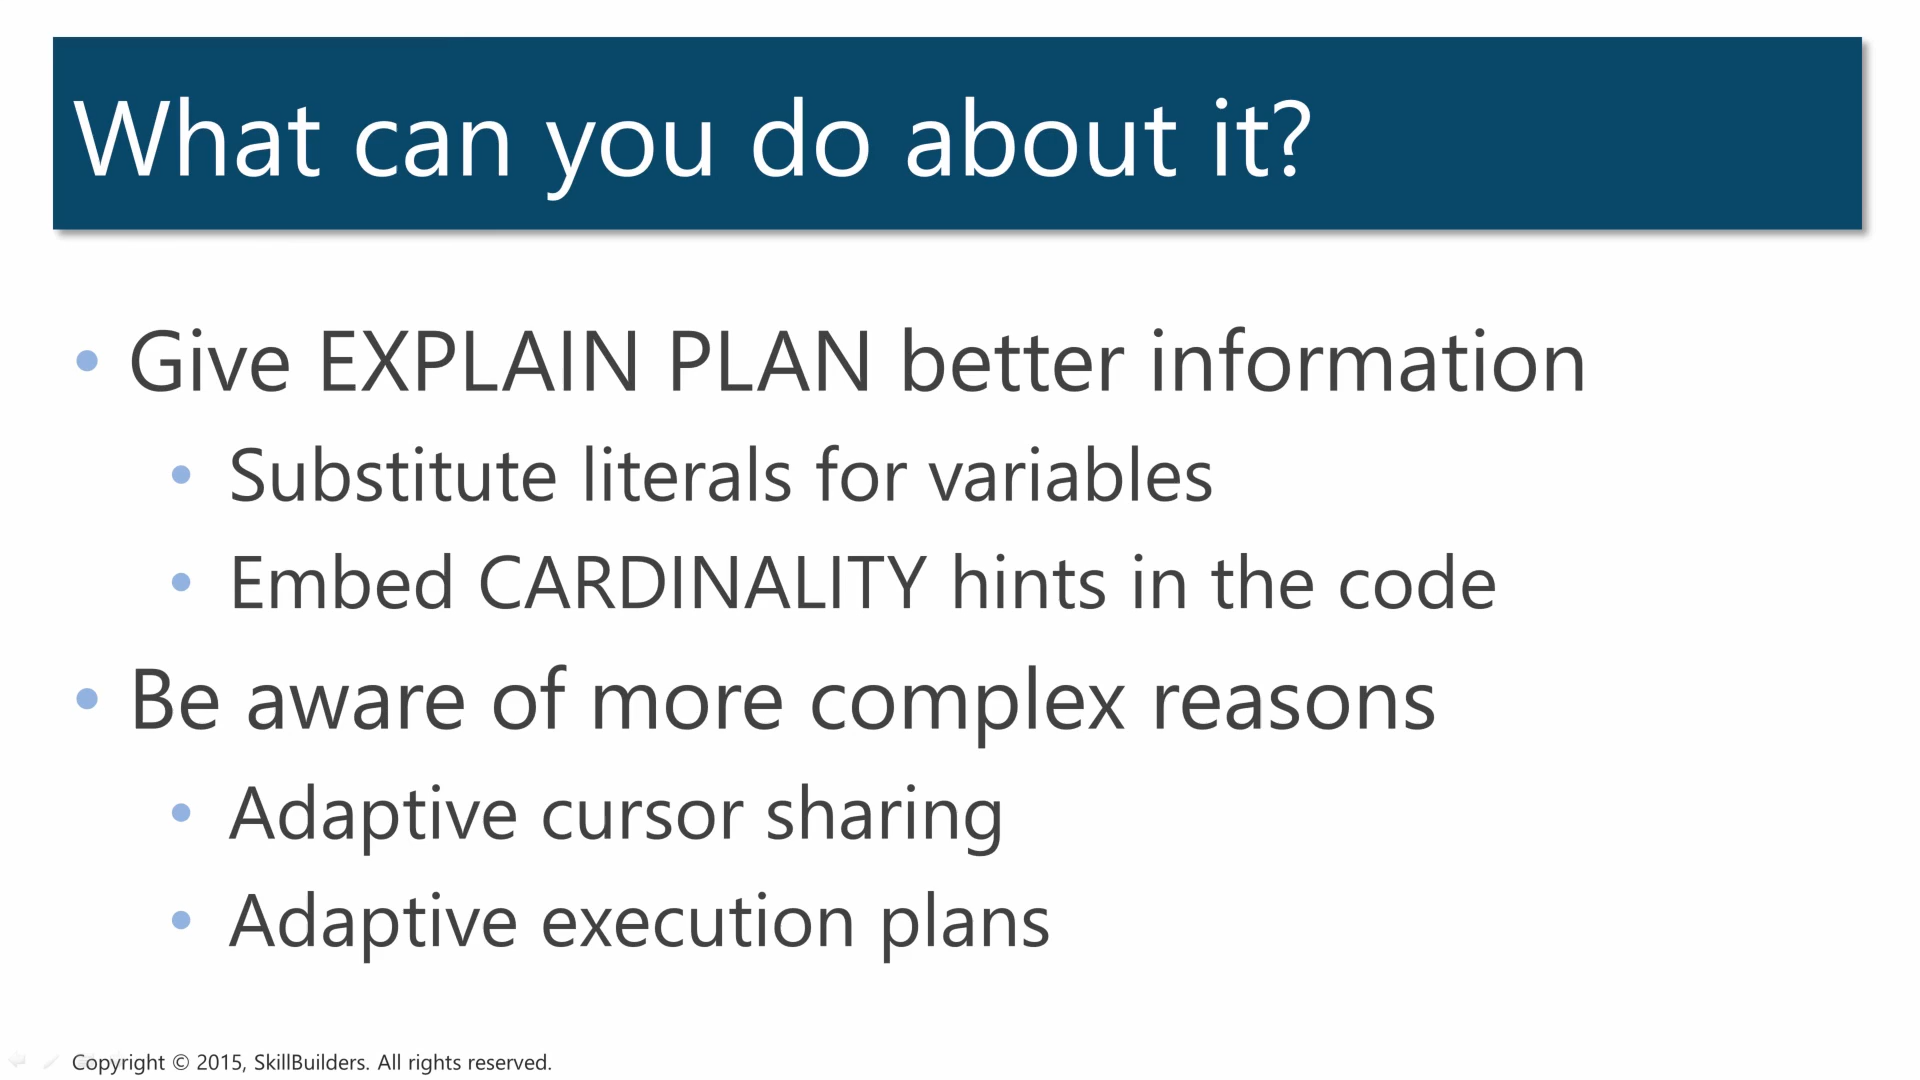 What can you do about it?
• Give EXPLAIN PLAN better information
• Substitute literals for variables
• Embed CARDINALITY hints in the code
• Be aware of more complex reasons
• Adaptive cursor sharing
• Adaptive execution plans
Copyright © 2015, SkillBuilders. All rights reserved.